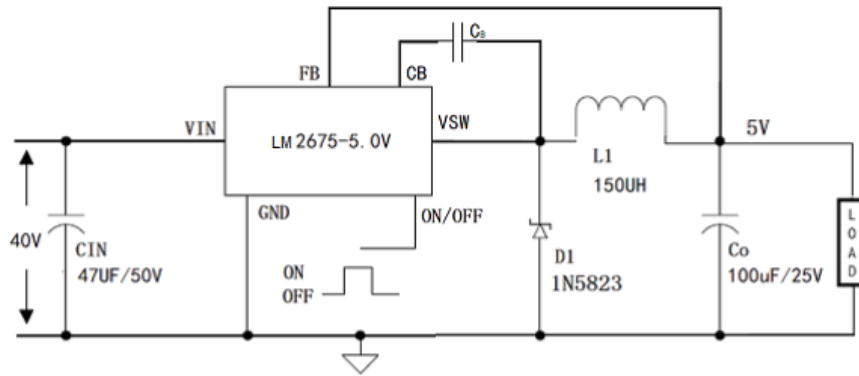 C₈
FB
CB
VIN
LM2675-5.0V
VSW
5V
L1
150UH
GND
ON/OFF
40V
CIN
47UF/50V
ON
OFF
D1
1N5823
Co
100uF/25V
LOAD